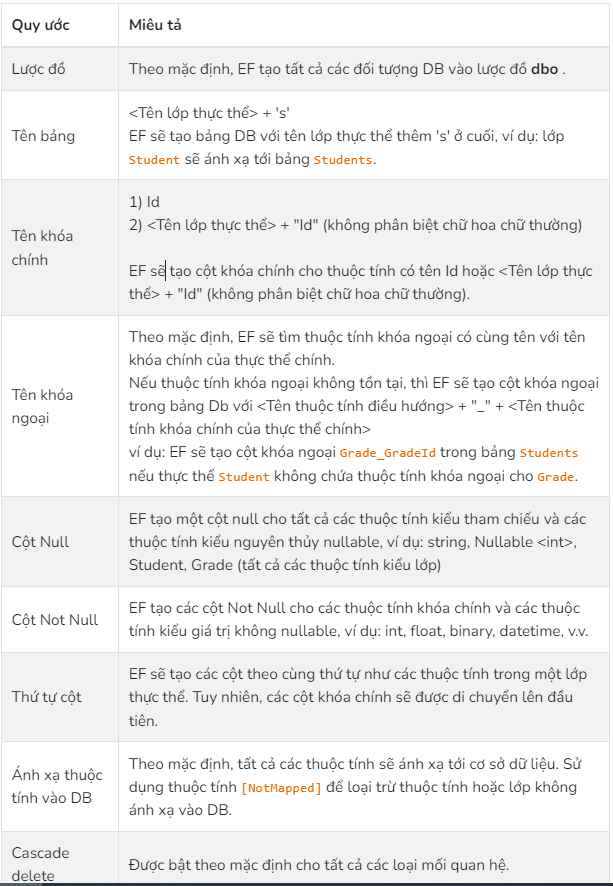 Quy ước
Miêu tả
Lược đồ
Theo mặc định, EF tạo tất cả các đối tượng DB vào lược đồ dbo .
Tên bảng
<Tên lớp thực thể> + 's'
EF sẽ tạo bảng DB với tên lớp thực thể thêm 's' ở cuối, ví dụ: lớp
Student sẽ ánh xạ tới bảng Students.
Tên khóa
chính
1) Id
2) <Tên lớp thực thể> + "Id" (không phân biệt chữ hoa chữ thường)
EF sẽ tạo cột khóa chính cho thuộc tính có tên Id hoặc <Tên lớp thực
thể> + "Id" (không phân biệt chữ hoa chữ thường).
Tên khóa
ngoại
Theo mặc định, EF sẽ tìm thuộc tính khóa ngoại có cùng tên với tên
khóa chính của thực thể chính.
Nếu thuộc tính khóa ngoại không tồn tại, thì EF sẽ tạo cột khóa ngoại
trong bảng Db với <Tên thuộc tính điều hướng> + "_" + <Tên thuộc
tính khóa chính của thực thể chính>
ví dụ: EF sẽ tạo cột khóa ngoại Grade_GradeId trong bảng Students
nếu thực thể Student không chứa thuộc tính khóa ngoại cho Grade.
Cột Null
EF tạo một cột null cho tất cả các thuộc tính kiểu tham chiếu và các
thuộc tính kiểu nguyên thủy nullable, ví dụ: string, Nullable <int>,
Student, Grade (tất cả các thuộc tính kiểu lớp)
Cột Not Null
EF tạo các cột Not Null cho các thuộc tính khóa chính và các thuộc
tính kiểu giá trị không nullable, ví dụ: int, float, binary, datetime, v.v.
Thứ tự cột
EF sẽ tạo các cột theo cùng thứ tự như các thuộc tính trong một lớp
thực thể. Tuy nhiên, các cột khóa chính sẽ được di chuyển lên đầu
tiên.
Ánh xạ thuộc
tính vào DB
Theo mặc định, tất cả các thuộc tính sẽ ánh xạ tới cơ sở dữ liệu. Sử
dụng thuộc tính [NotMapped] để loại trừ thuộc tính hoặc lớp không
ánh xạ vào DB.
Cascade
delete
Được bật theo mặc định cho tất cả các loại mối quan hệ.